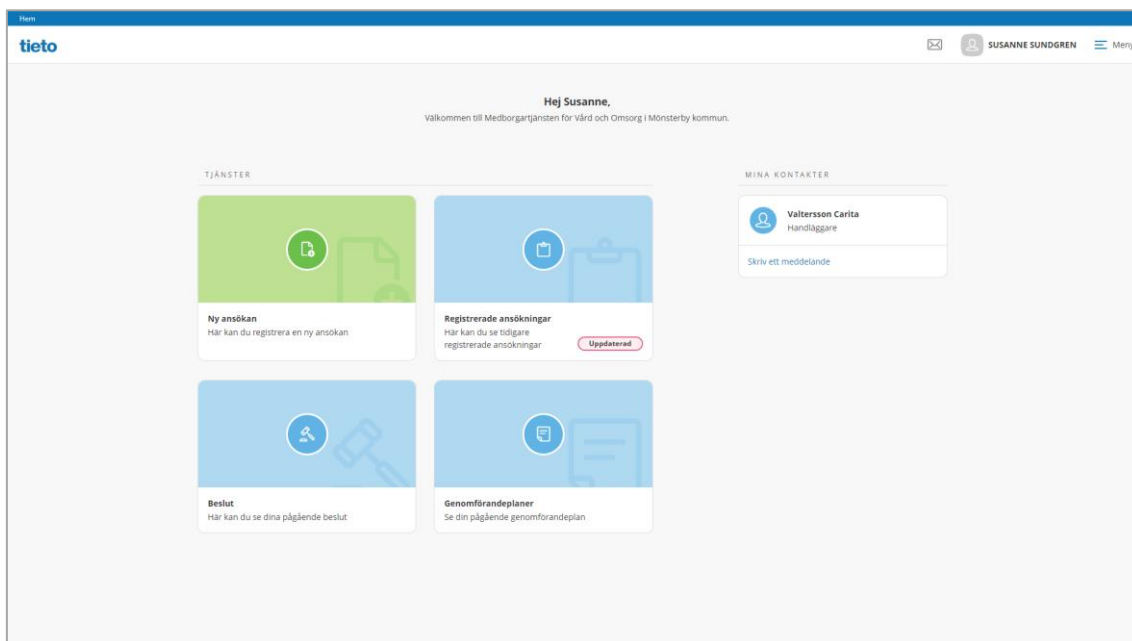 Hem
tieto
SUSANNE SUNDGREN
Meny
Hej Susanne,
Välkommen till Medborgartjänsten för Vård och Omsorg i Mönsterby kommun.
TJÄNSTER
Ny ansökan
Här kan du registrera en ny ansökan
Registrerade ansökningar
Här kan du se tidigare
registrerade ansökningar
Uppdaterad
Beslut
Här kan du se dina pågående beslut
Genomförandeplaner
Se din pågående genomförandeplan
MINA KONTAKTER
Valtersson Carita
Handläggare
Skriv ett meddelande